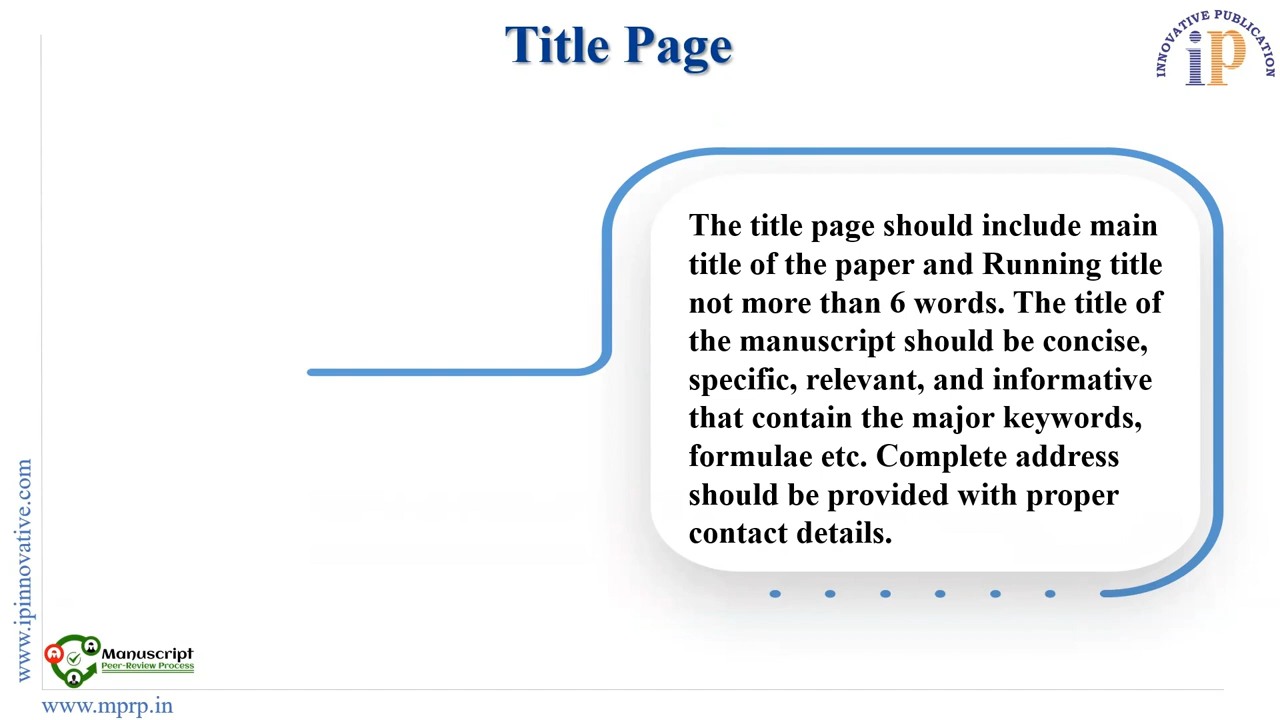 Title Page
INNOVATIVE PUBLICATION
iP
The title page should include main
title of the paper and Running title
not more than 6 words. The title of
the manuscript should be concise,
specific, relevant, and informative
that contain the major keywords,
formulae etc. Complete address
should be provided with proper
contact details.
www.ipinnovative.com
Manuscript
Peer-Review Process
www.mprp.in